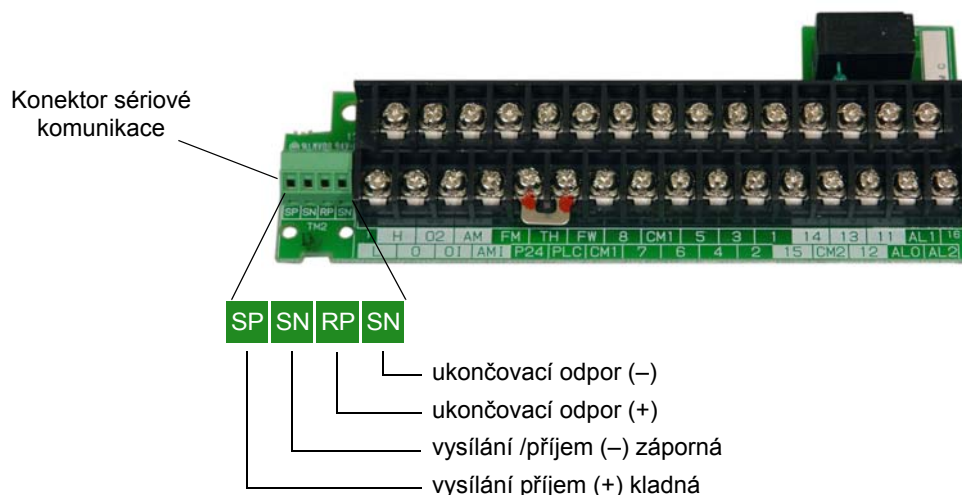 Konektor sériové
komunikace
SP SN RP SN
TM2
H O2 AM FM TH FW 8 CM1 5 3 1 14 13 11 AL1 16
L O OI AMI P24 PLC CM1 7 6 4 2 15 CM2 12 AL0 AL2
SP SN RP SN
ukončovací odpor (–)
ukončovací odpor (+)
vysílání /příjem (–) záporná
vysílání příjem (+) kladná